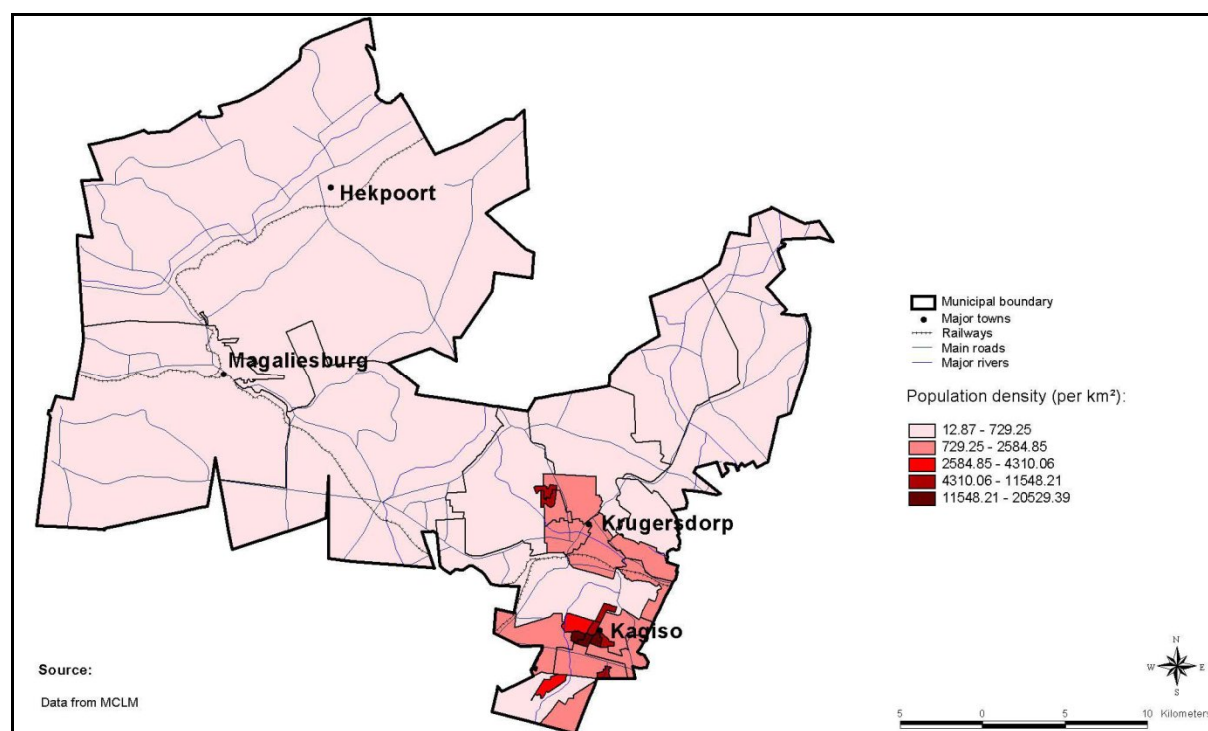 Hekpoort
Magaliesburg
Krugersdorp
Kagiso
Municipal boundary
Major towns
Railways
Main roads
Major rivers
Population density (per km²):
12.87 - 729.25
729.25 - 2584.85
2584.85 - 4310.06
4310.06 - 11548.21
11548.21 - 20529.39
Source:
Data from MCLM
N
W E
S
5 0 5 10 Kilometers